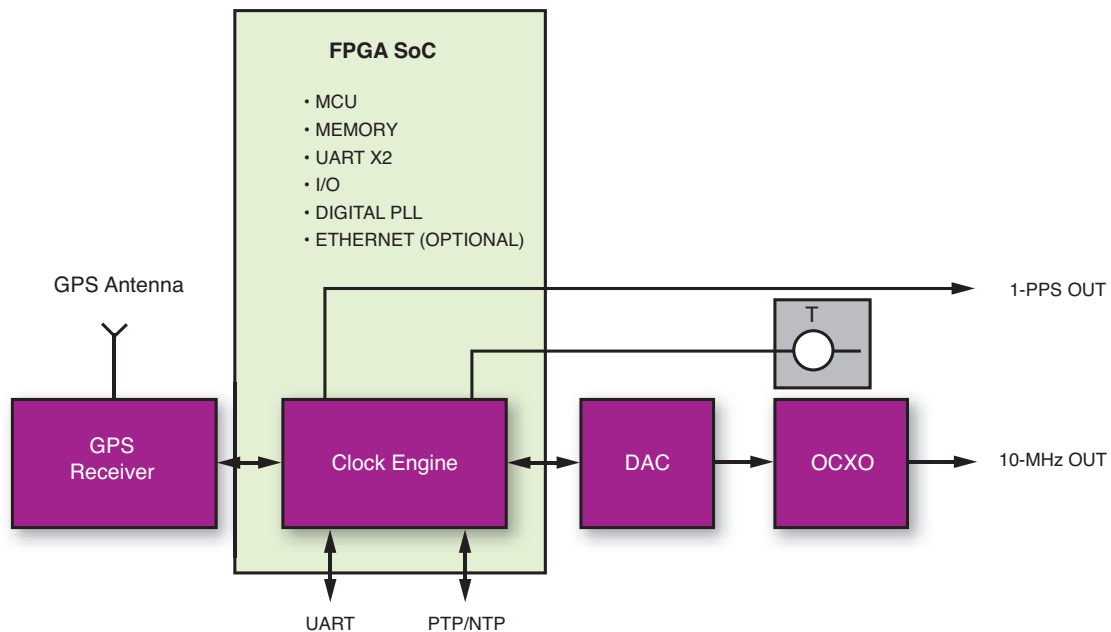 FPGA SoC
• MCU
• MEMORY
• UART X2
• I/O
• DIGITAL PLL
• ETHERNET (OPTIONAL)
GPS Antenna
1-PPS OUT
T
GPS
Receiver
Clock Engine
DAC
OCXO
10-MHz OUT
UART
PTP/NTP